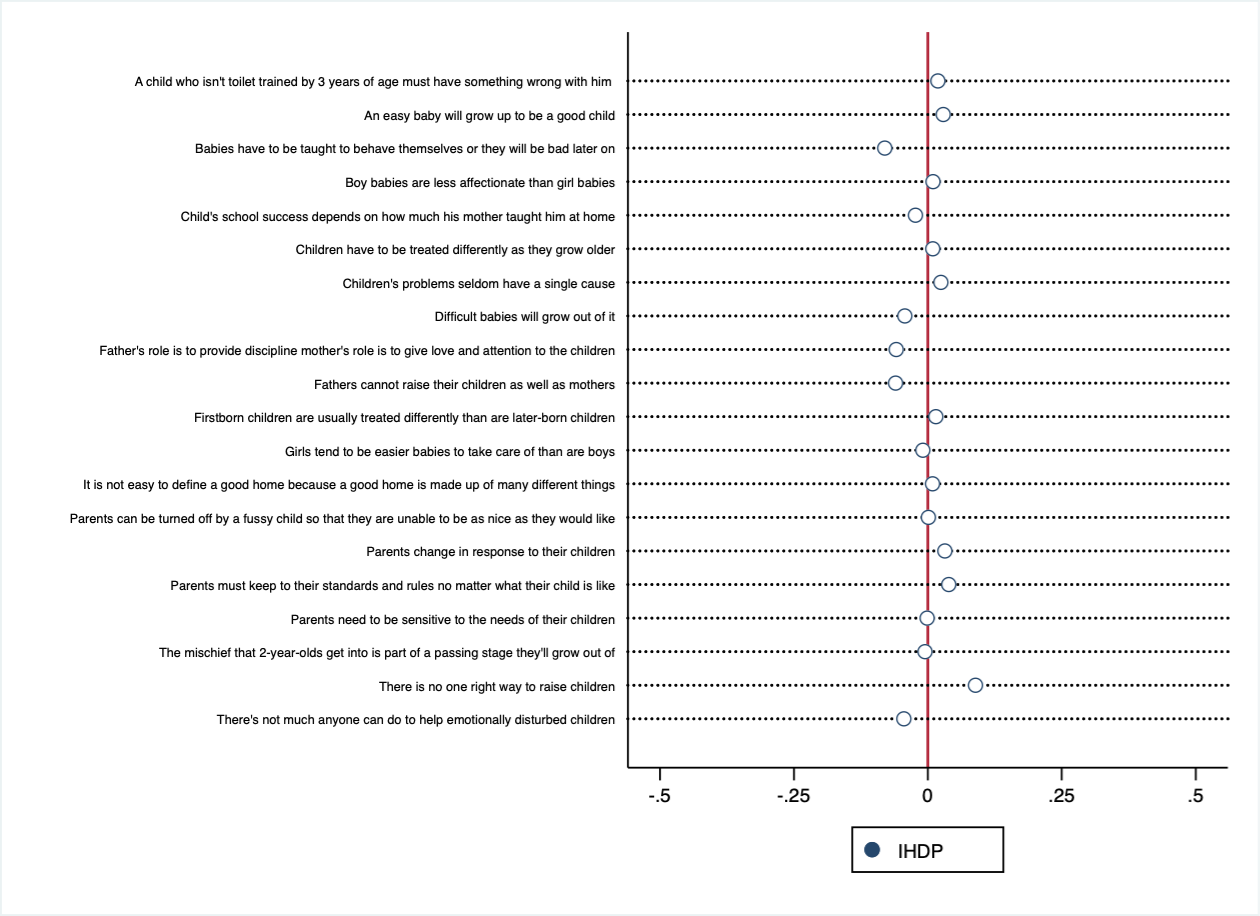 A child who isn't toilet trained by 3 years of age must have something wrong with him
An easy baby will grow up to be a good child
Babies have to be taught to behave themselves or they will be bad later on
Boy babies are less affectionate than girl babies
Child's school success depends on how much his mother taught him at home
Children have to be treated differently as they grow older
Children's problems seldom have a single cause
Difficult babies will grow out of it
Father's role is to provide discipline mother's role is to give love and attention to the children
Fathers cannot raise their children as well as mothers
Firstborn children are usually treated differently than are later-born children
Girls tend to be easier babies to take care of than are boys
It is not easy to define a good home because a good home is made up of many different things
Parents can be turned off by a fussy child so that they are unable to be as nice as they would like
Parents change in response to their children
Parents must keep to their standards and rules no matter what their child is like
Parents need to be sensitive to the needs of their children
The mischief that 2-year-olds get into is part of a passing stage they'll grow out of
There is no one right way to raise children
There's not much anyone can do to help emotionally disturbed children
-.5 -.25 0 .25 .5
IHDP